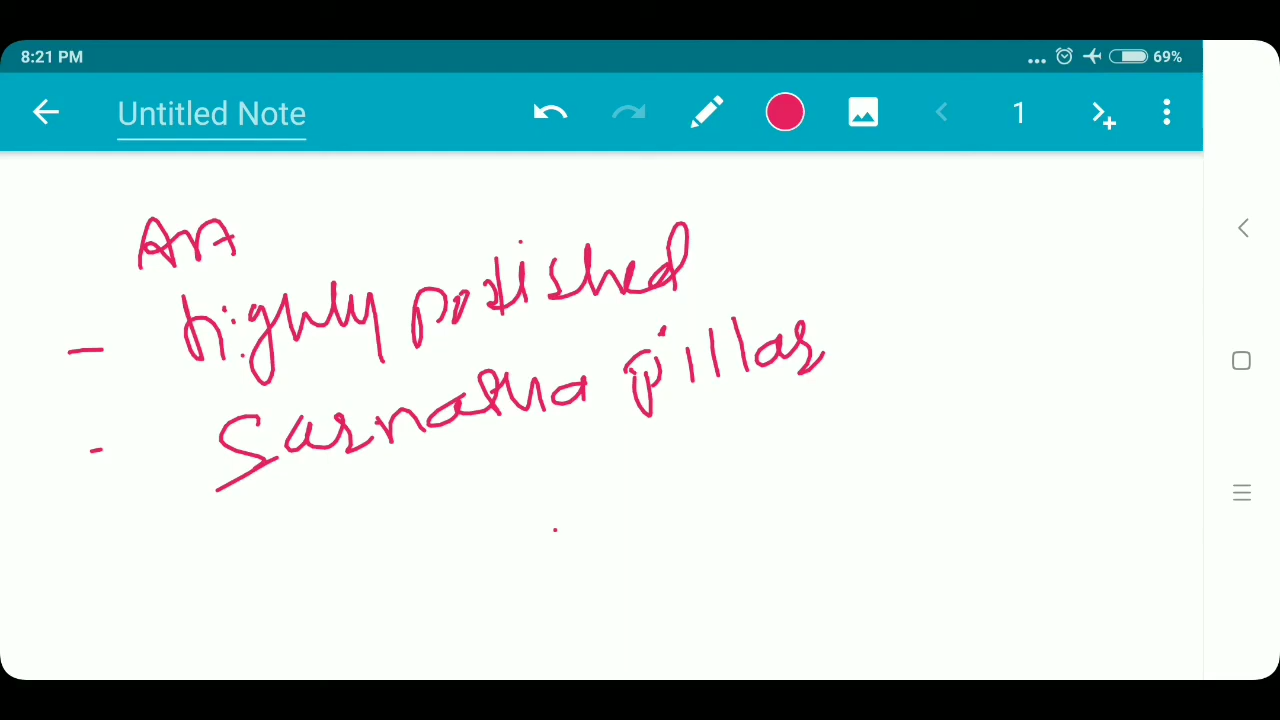 8:21 PM
69%
Untitled Note
1
Art
- highly polished
- Sarnatha pillar